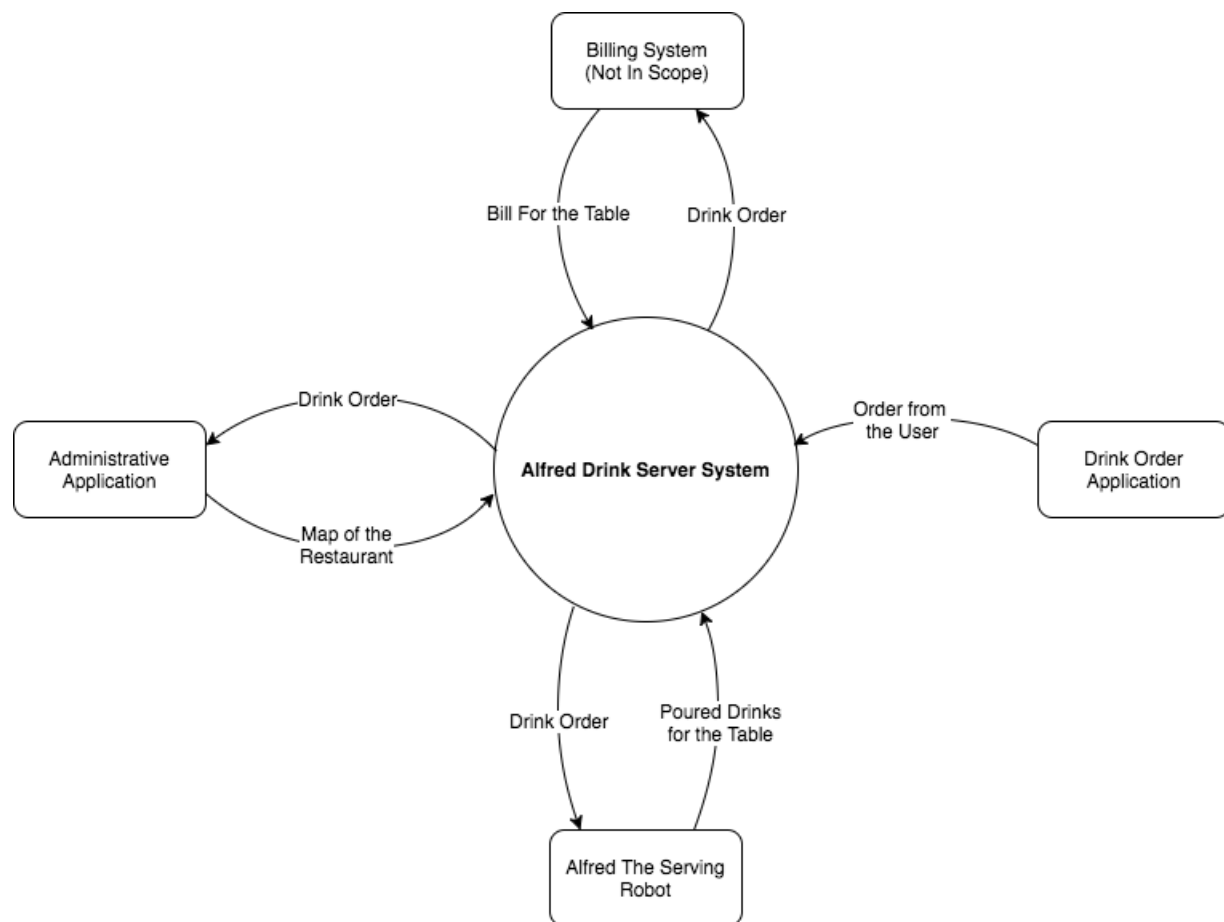 Billing System
(Not In Scope)
Bill For the Table
Drink Order
Drink Order
Order from
the User
Administrative
Application
Alfred Drink Server System
Drink Order
Application
Map of the
Restaurant
Drink Order
Poured Drinks
for the Table
Alfred The Serving
Robot